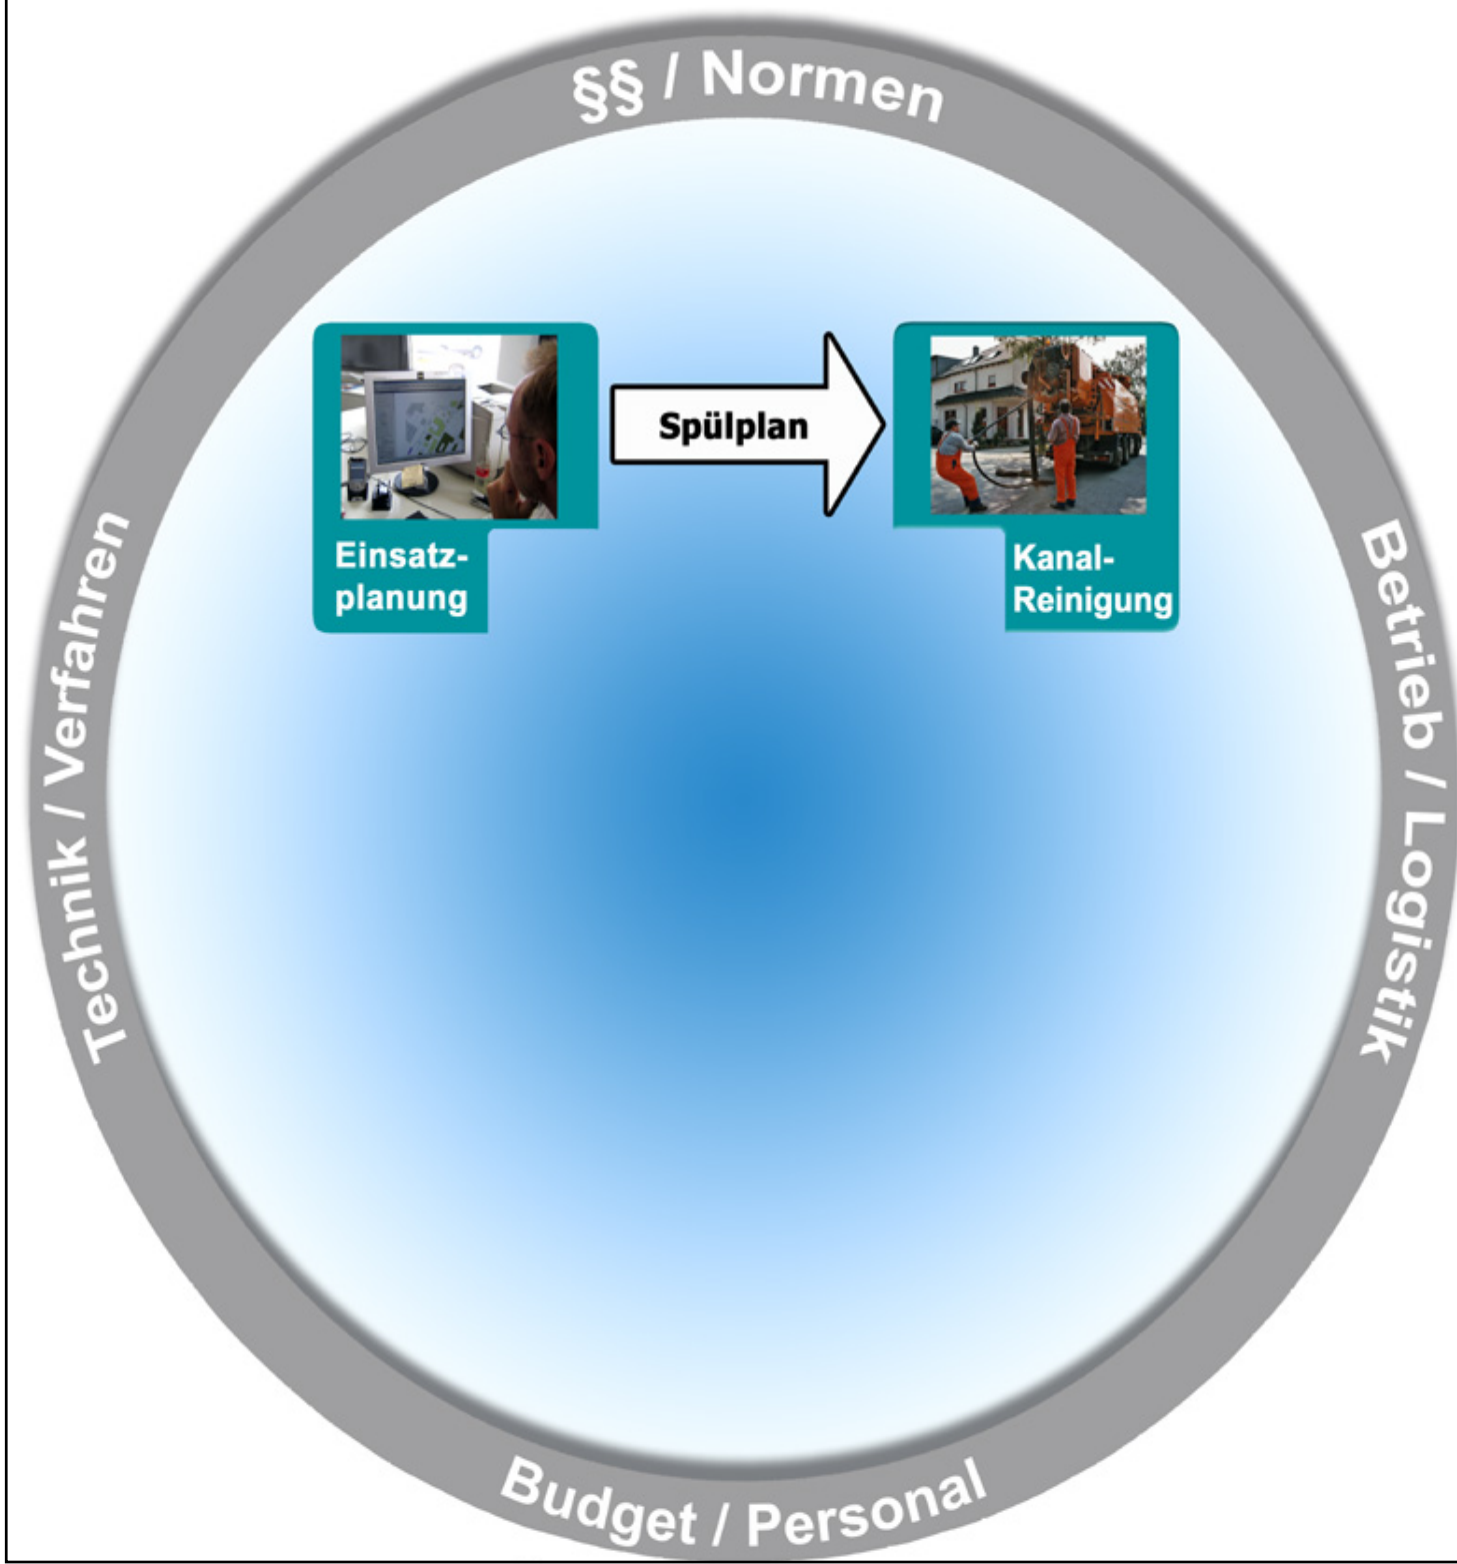 §§ / Normen
Spülplan
Einsatz-
planung
Kanal-
Reinigung
Technik / Verfahren
Betrieb / Logistik
Budget / Personal